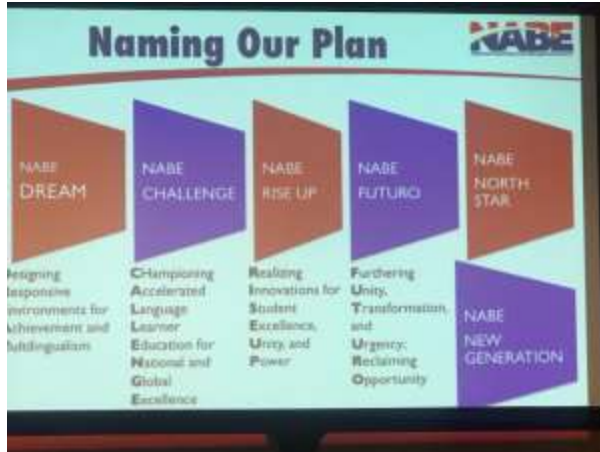 Naming Our Plan
NABE
NABE
DREAM
NABE
CHALLENGE
NABE
RISE UP
NABE
FUTURO
NABE
NORTH
STAR
esigning
esponsive
nvironments for
chievement and
ultilingualism
CHampioning
Accelerated
Language
Learner
Education for
National and
Global
Excellence
Realizing
Innovations for
Student
Excellence,
Unity, and
Power
Furthering
Unity,
Transformation,
and
Urgency:
Reclaiming
Opportunity
NABE
NEW
GENERATION